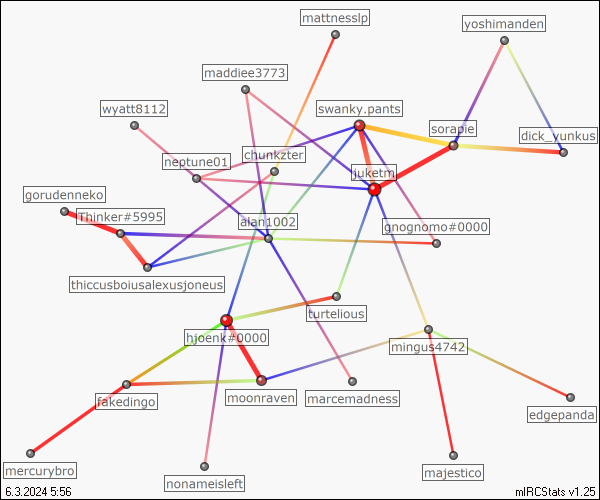 mattnesslp
yoshimanden
maddiee3773
wyatt8112
swanky.pants
sorapie
dick_yunkus
chunkzter
neptune01
juketm
gorudenneko
Thinker#5995
alan1002
gnognomo#0000
thiccusboiusalexusjoneus
turtelious
hjoenk#0000
mingus4742
fakedingo
moonraven
marcemadness
edgepanda
mercurybro
majestico
nonameisleft
6.3.2024 5:56
mIRCStats v1.25